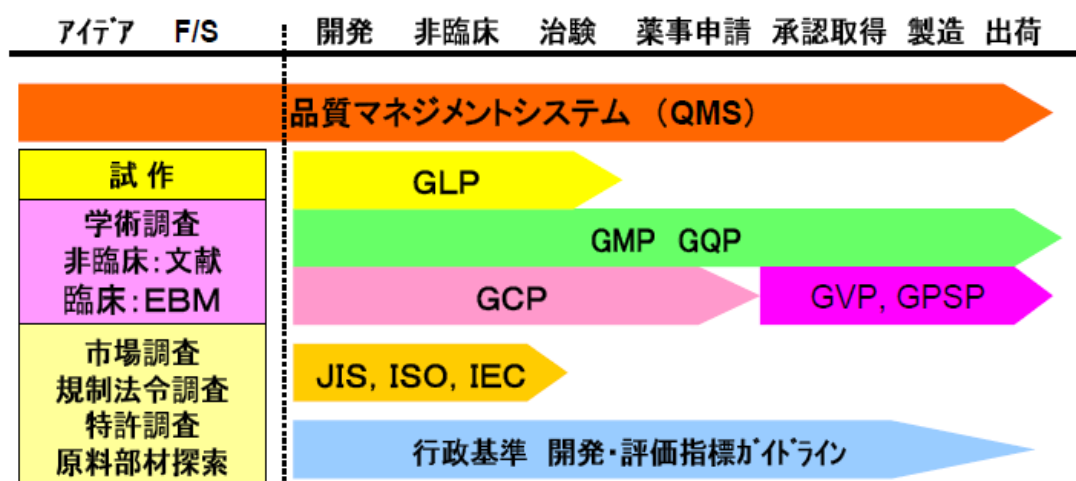 ｱｲﾃﾞｱ F/S 開発 非臨床 治験 薬事申請 承認取得 製造 出荷
品質マネジメントシステム （QMS）
試 作
GLP
学術調査
非臨床：文献
臨床：EBM
GMP GQP
GCP
GVP, GPSP
市場調査
規制法令調査
特許調査
原料部材探索
JIS, ISO, IEC
行政基準 開発・評価指標ｶﾞｲﾄﾞﾗｲﾝ